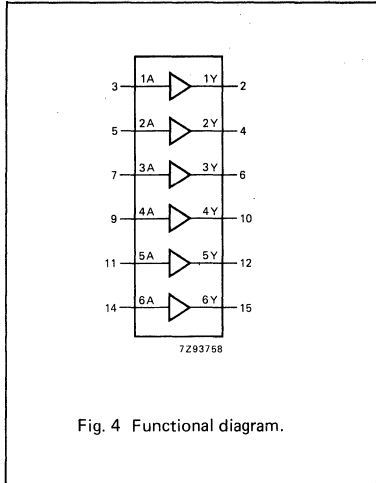 3 1A 1Y 2
5 2A 2Y 4
7 3A 3Y 6
9 4A 4Y 10
11 5A 5Y 12
14 6A 6Y 15
7Z93758
Fig. 4 Functional diagram.